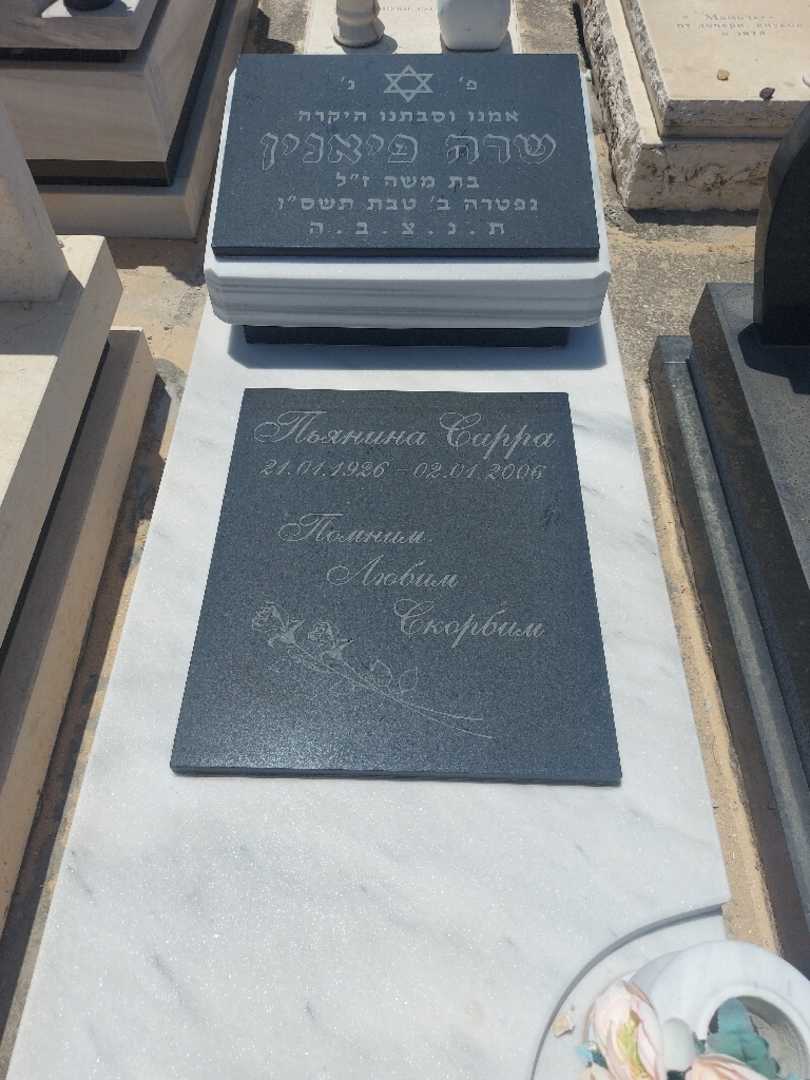 פ' נ'
אמנו וסבתנו היקרה
שרה פיאנין
בת משה ז"ל
נפטרה ב' טבת תשס"ו
ת.נ.צ.ב.ה
Пьянина Сарра
21.01.1926 - 02.01.2006
Помним
Любим
Скорбим